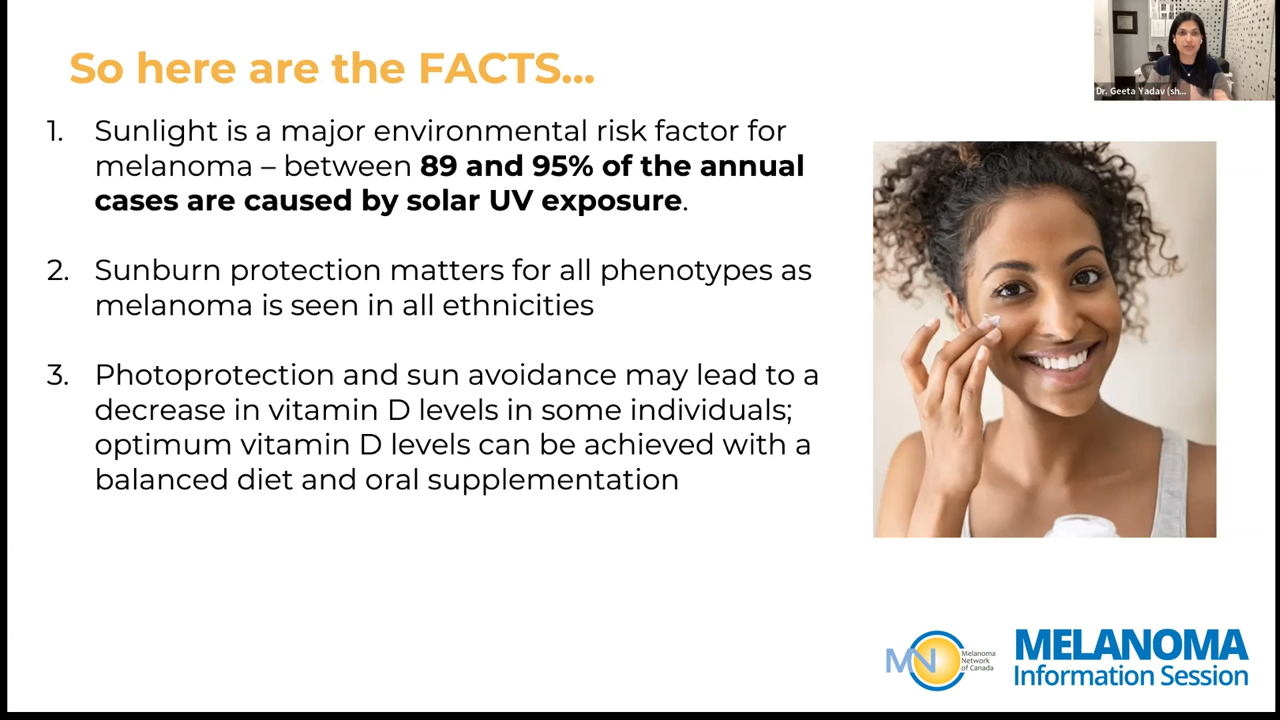 So here are the FACTS...
1. Sunlight is a major environmental risk factor for
melanoma – between 89 and 95% of the annual
cases are caused by solar UV exposure.
2. Sunburn protection matters for all phenotypes as
melanoma is seen in all ethnicities
3. Photoprotection and sun avoidance may lead to a
decrease in vitamin D levels in some individuals;
optimum vitamin D levels can be achieved with a
balanced diet and oral supplementation
Dr. Geeta Yadav (sh...
MN
Melanoma
Network
of Canada
MELANOMA
Information Session